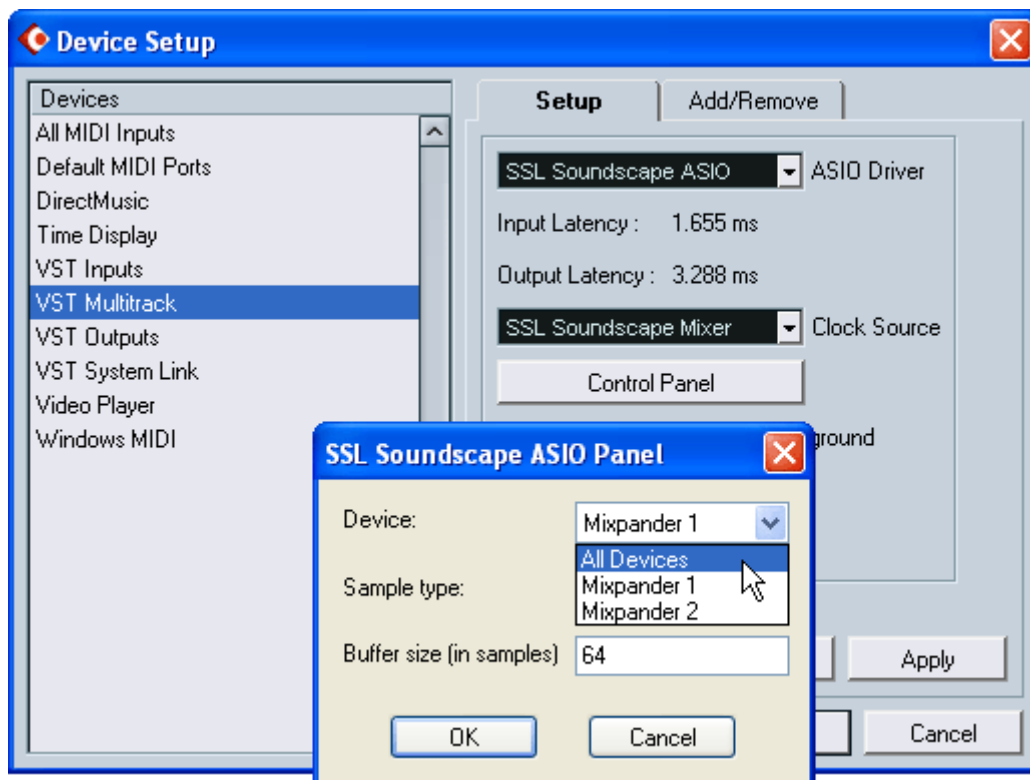 Device Setup
Devices
All MIDI Inputs
Default MIDI Ports
DirectMusic
Time Display
VST Inputs
VST Multitrack
VST Outputs
VST System Link
Video Player
Windows MIDI
Setup
Add/Remove
SSL Soundscape ASIO ASIO Driver
Input Latency : 1.655 ms
Output Latency : 3.288 ms
SSL Soundscape Mixer Clock Source
Control Panel
ground
Apply
Cancel
SSL Soundscape ASIO Panel
Device: Mixpander 1
All Devices
Sample type: Mixpander 1
Mixpander 2
Buffer size (in samples) 64
OK Cancel